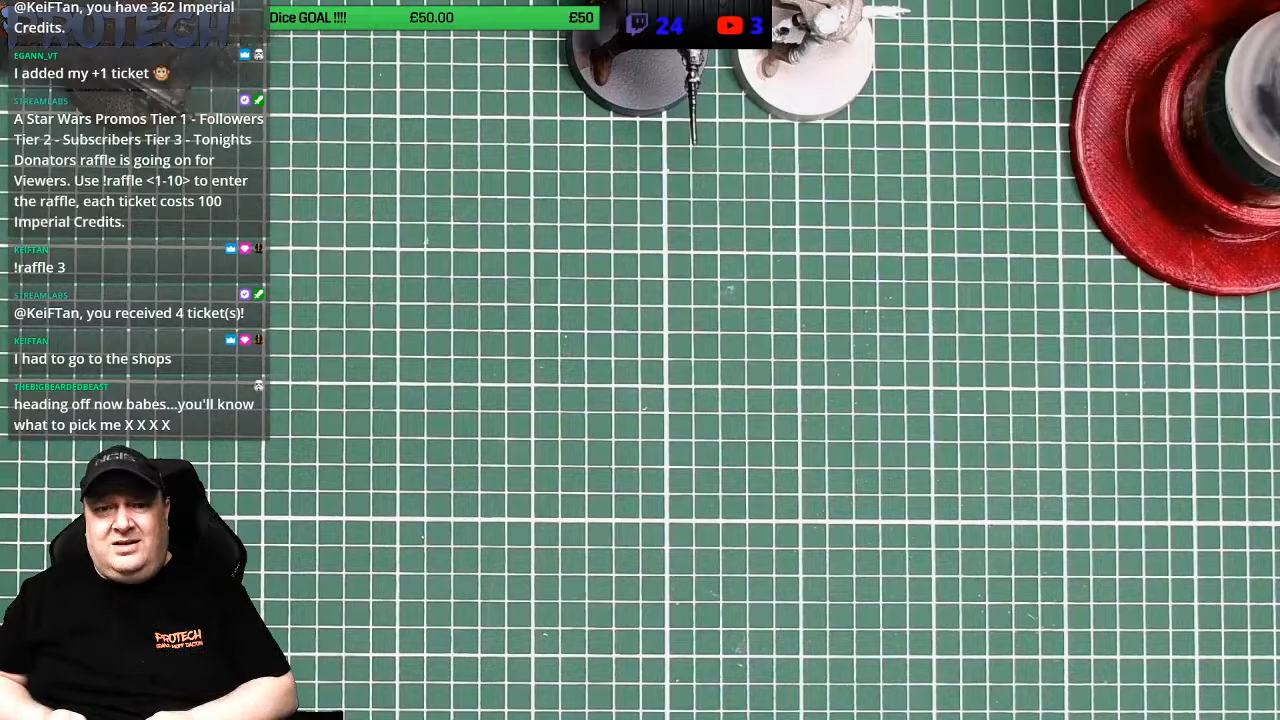 @KeiFTan, you have 362 Imperial
Credits.
Dice GOAL !!!!
£50.00
£50
24
3
EGANN_VT
I added my +1 ticket
STREAMLABS
A Star Wars Promos Tier 1 - Followers
Tier 2 - Subscribers Tier 3 - Tonights
Donators raffle is going on for
Viewers. Use !raffle <1-10> to enter
the raffle, each ticket costs 100
Imperial Credits.
KEIFTAN
!raffle 3
STREAMLABS
@KeiFTan, you received 4 ticket(s)!
KEIFTAN
I had to go to the shops
THEBIGBEARDEDBEAST
heading off now babes...you'll know
what to pick me X X X X
PROTECH